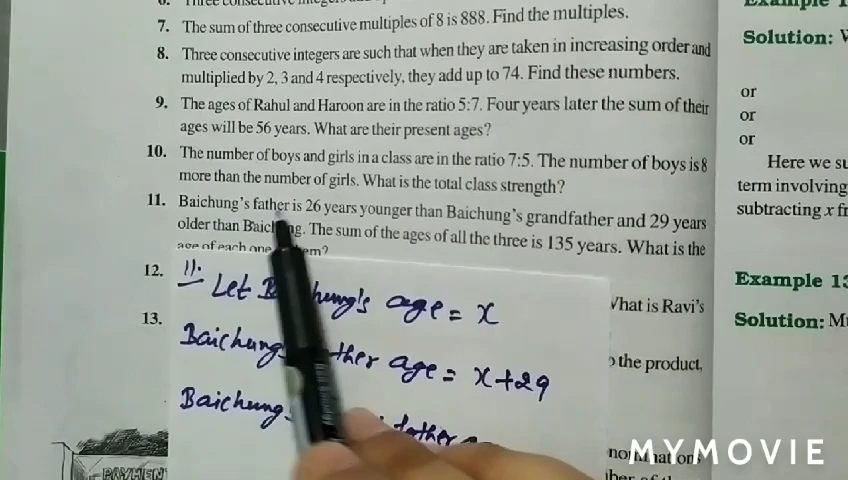 7. The sum of three consecutive multiples of 8 is 888. Find the multiples.
8. Three consecutive integers are such that when they are taken in increasing order and
multiplied by 2, 3 and 4 respectively, they add up to 74. Find these numbers.
9. The ages of Rahul and Haroon are in the ratio 5:7. Four years later the sum of their
ages will be 56 years. What are their present ages?
10. The number of boys and girls in a class are in the ratio 7:5. The number of boys is 8
more than the number of girls. What is the total class strength?
11. Baichung's father is 26 years younger than Baichung's grandfather and 29 years
older than Baichung. The sum of the ages of all the three is 135 years. What is the
age of each one
12.
13.
11.
Let age = x
Baichung age = x+29
Baichung
What is Ravi's
the product,
Solution:
or
or
or
Here we
term involving
subtracting x
Example 13
Solution:
MYMOVIE